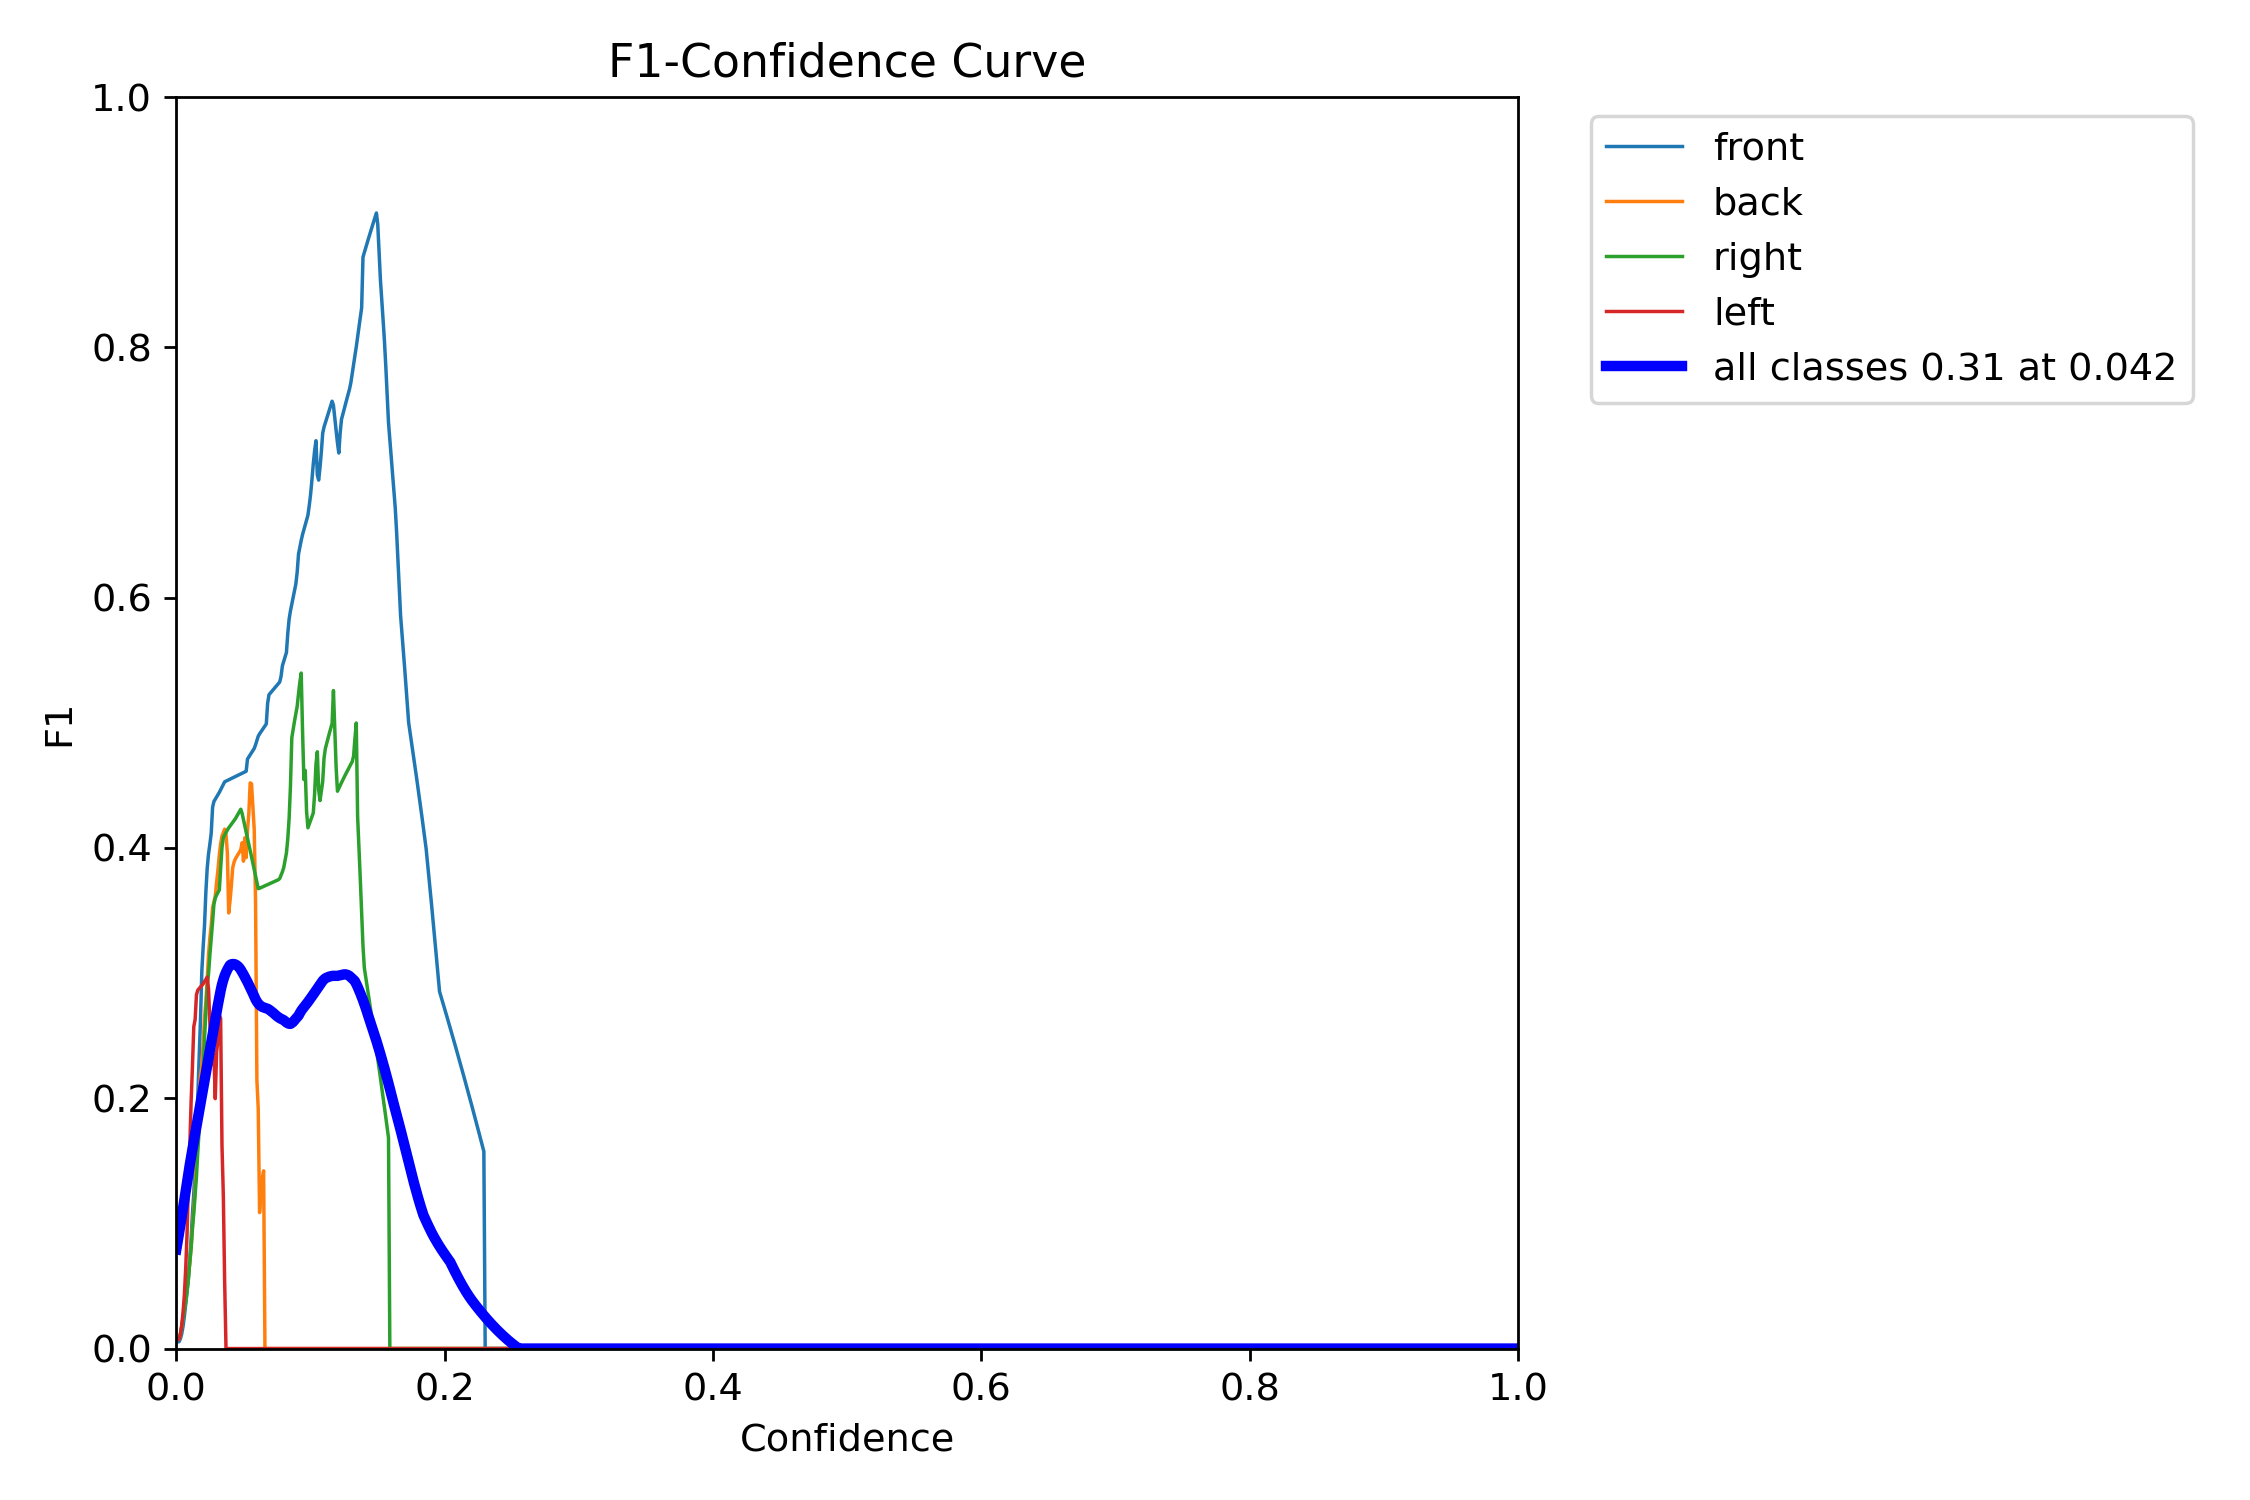 F1-Confidence Curve
1.0
0.8
0.6
0.4
0.2
0.0
F1
0.0 0.2 0.4 0.6 0.8 1.0
Confidence
front
back
right
left
all classes 0.31 at 0.042